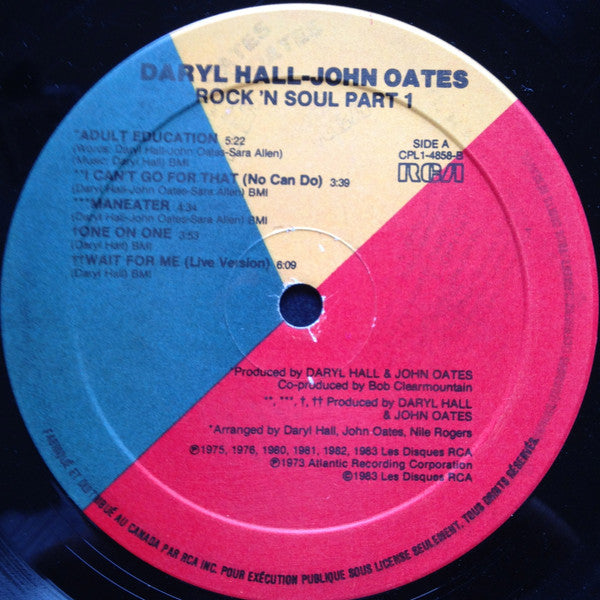 DARYL HALL-JOHN OATES
ROCK 'N SOUL PART 1
SIDE A
CPL1-4858-B
RCA
*ADULT EDUCATION 5:22
(Words: Daryl Hall-John Oates-Sara Allen)
(Music: Daryl Hall) BMI
**I CAN'T GO FOR THAT (No Can Do) 3:39
(Daryl Hall-John Oates-Sara Allen) BMI
***MANEATER 4:34
(Daryl Hall-John Oates-Sara Allen) BMI
†ONE ON ONE 3:53
(Daryl Hall) BMI
††WAIT FOR ME (Live Version) 6:09
(Daryl Hall) BMI
*Produced by DARYL HALL & JOHN OATES
Co-produced by Bob Clearmountain
**, ***, †, †† Produced by DARYL HALL
& JOHN OATES
*Arranged by Daryl Hall, John Oates, Nile Rogers
℗1975, 1976, 1980, 1981, 1982, 1983 Les Disques RCA
℗1973 Atlantic Recording Corporation
©1983 Les Disques RCA
FABRIQUÉ ET DISTRIBUÉ AU CANADA PAR RCA INC. POUR EXÉCUTION PUBLIQUE SOUS LICENSE SEULEMENT. TOUS DROITS RÉSERVÉS.